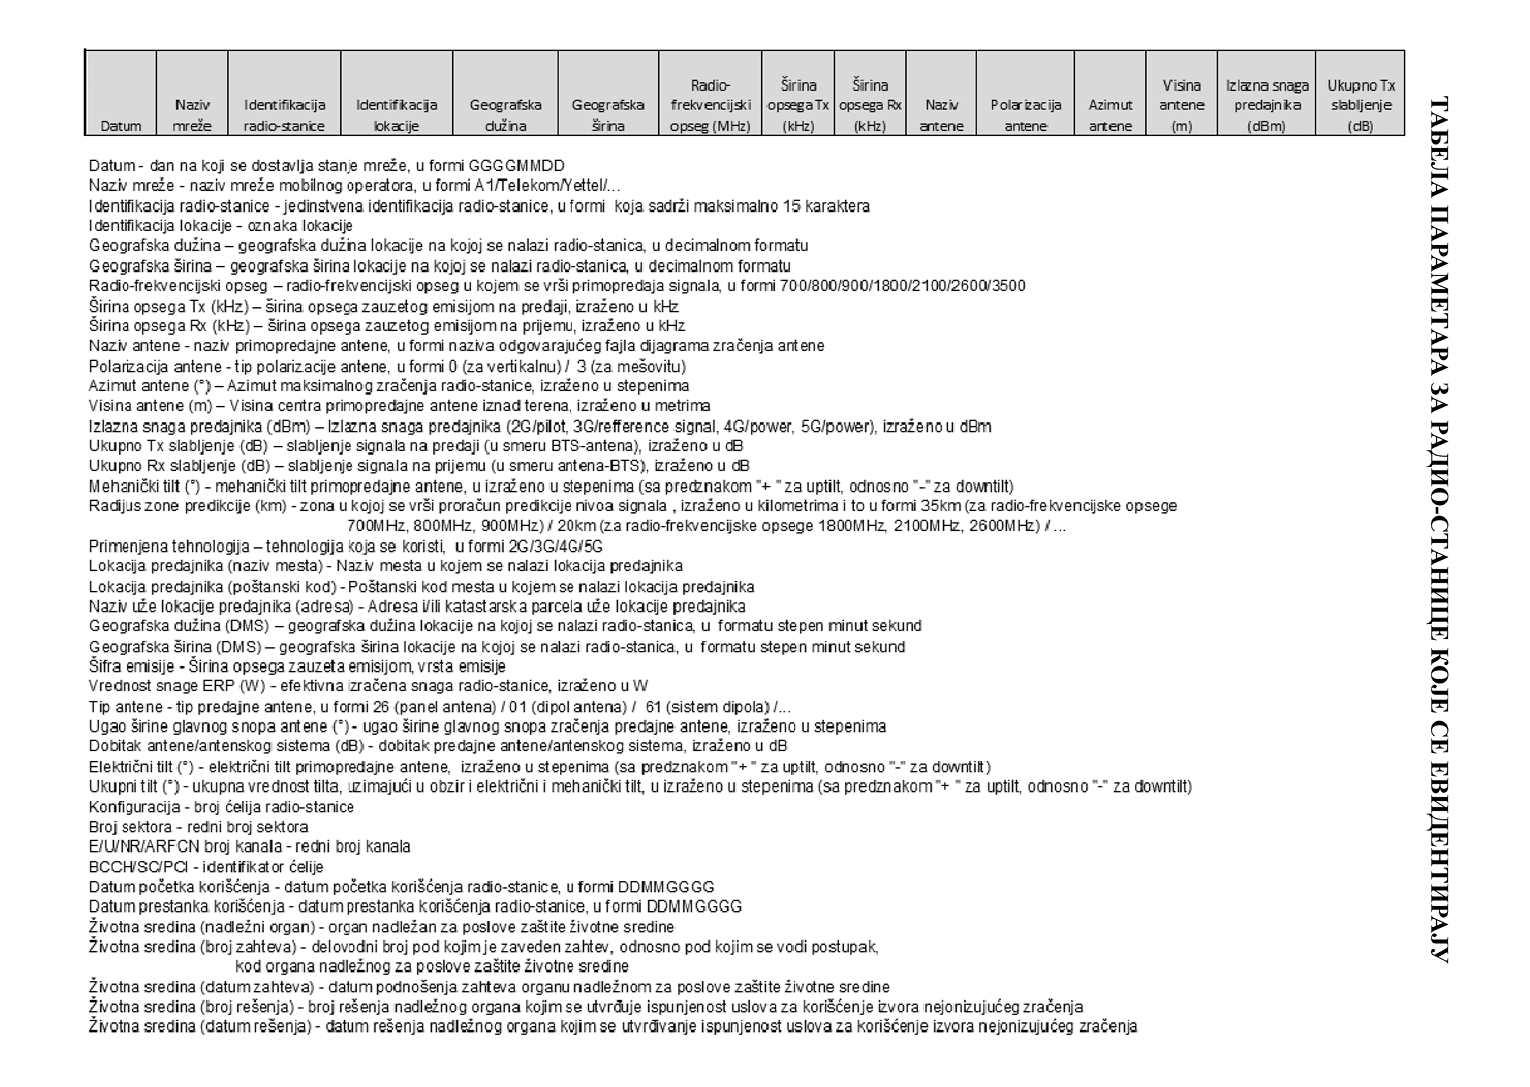 ТАБЕЛА ПАРАМЕТАРА ЗА РАДИО-СТАНИЦЕ КОЈЕ СЕ ЕВИДЕНТИРАЈУ
Datum
Naziv
mreže
Identifikacija
radio-stanice
Identifikacija
lokacije
Geografska
dužina
Geografska
širina
Radio-
frekvencijski
opseg (MHz)
Širina
opsega Tx
(kHz)
Širina
opsega Rx
(kHz)
Naziv
antene
Polarizacija
antene
Azimut
antene
Visina
antene
(m)
Izlazna snaga
predajnika
(dBm)
Ukupno Tx
slabljenje
(dB)
Datum - dan na koji se dostavlja stanje mreže, u formi GGGGMMDD
Naziv mreže - naziv mreže mobilnog operatora, u formi A1/Telekom/Yettel/...
Identifikacija radio-stanice - jedinstvena identifikacija radio-stanice, u formi koja sadrži maksimalno 15 karaktera
Identifikacija lokacije - oznaka lokacije
Geografska dužina – geografska dužina lokacije na kojoj se nalazi radio-stanica, u decimalnom formatu
Geografska širina – geografska širina lokacije na kojoj se nalazi radio-stanica, u decimalnom formatu
Radio-frekvencijski opseg – radio-frekvencijski opseg u kojem se vrši primopredaja signala, u formi 700/800/900/1800/2100/2600/3500
Širina opsega Tx (kHz) – širina opsega zauzetog emisijom na predaji, izraženo u kHz
Širina opsega Rx (kHz) – širina opsega zauzetog emisijom na prijemu, izraženo u kHz
Naziv antene - naziv primopredajne antene, u formi naziva odgovarajućeg fajla dijagrama zračenja antene
Polarizacija antene - tip polarizacije antene, u formi 0 (za vertikalnu) / 3 (za mešovitu)
Azimut antene (°) – Azimut maksimalnog zračenja radio-stanice, izraženo u stepenima
Visina antene (m) – Visina centra primopredajne antene iznad terena, izraženo u metrima
Izlazna snaga predajnika (dBm) – Izlazna snaga predajnika (2G/pilot, 3G/refference signal, 4G/power, 5G/power), izraženo u dBm
Ukupno Tx slabljenje (dB) – slabljenje signala na predaji (u smeru BTS-antena), izraženo u dB
Ukupno Rx slabljenje (dB) – slabljenje signala na prijemu (u smeru antena-BTS), izraženo u dB
Mehanički tilt (°) - mehanički tilt primopredajne antene, u izraženo u stepenima (sa predznakom "+ " za uptilt, odnosno "-" za downtilt)
Radijus zone predikcije (km) - zona u kojoj se vrši proračun predikcije nivoa signala , izraženo u kilometrima i to u formi 35km (za radio-frekvencijske opsege
700MHz, 800MHz, 900MHz) / 20km (za radio-frekvencijske opsege 1800MHz, 2100MHz, 2600MHz) / ...
Primenjena tehnologija – tehnologija koja se koristi, u formi 2G/3G/4G/5G
Lokacija predajnika (naziv mesta) - Naziv mesta u kojem se nalazi lokacija predajnika
Lokacija predajnika (poštanski kod) - Poštanski kod mesta u kojem se nalazi lokacija predajnika
Naziv uže lokacije predajnika (adresa) - Adresa i/ili katastarska parcela uže lokacije predajnika
Geografska dužina (DMS) – geografska dužina lokacije na kojoj se nalazi radio-stanica, u formatu stepen minut sekund
Geografska širina (DMS) – geografska širina lokacije na kojoj se nalazi radio-stanica, u formatu stepen minut sekund
Šifra emisije - Širina opsega zauzeta emisijom, vrsta emisije
Vrednost snage ERP (W) - efektivna izračena snaga radio-stanice, izraženo u W
Tip antene - tip predajne antene, u formi 26 (panel antena) / 01 (dipol antena) / 61 (sistem dipola) /...
Ugao širine glavnog snopa antene (°) - ugao širine glavnog snopa zračenja predajne antene, izraženo u stepenima
Dobitak antene/antenskog sistema (dB) - dobitak predajne antene/antenskog sistema, izraženo u dB
Električni tilt (°) - električni tilt primopredajne antene, izraženo u stepenima (sa predznakom "+ " za uptilt, odnosno "-" za downtilt)
Ukupni tilt (°) - ukupna vrednost tilta, uzimajući u obzir i električni i mehanički tilt, u izraženo u stepenima (sa predznakom "+ " za uptilt, odnosno "-" za downtilt)
Konfiguracija - broj ćelija radio-stanice
Broj sektora - redni broj sektora
E/U/NR/ARFCN broj kanala - redni broj kanala
BCCH/SC/PCI - identifikator ćelije
Datum početka korišćenja - datum početka korišćenja radio-stanice, u formi DDMMGGGG
Datum prestanka korišćenja - datum prestanka korišćenja radio-stanice, u formi DDMMGGGG
Životna sredina (nadležni organ) - organ nadležan za poslove zaštite životne sredine
Životna sredina (broj zahteva) - delovodni broj pod kojim je zaveden zahtev, odnosno pod kojim se vodi postupak,
kod organa nadležnog za poslove zaštite životne sredine
Životna sredina (datum zahteva) - datum podnošenja zahteva organu nadležnom za poslove zaštite životne sredine
Životna sredina (broj rešenja) - broj rešenja nadležnog organa kojim se utvrđuje ispunjenost uslova za korišćenje izvora nejonizujućeg zračenja
Životna sredina (datum rešenja) - datum rešenja nadležnog organa kojim se utvrđivanje ispunjenost uslova za korišćenje izvora nejonizujućeg zračenja